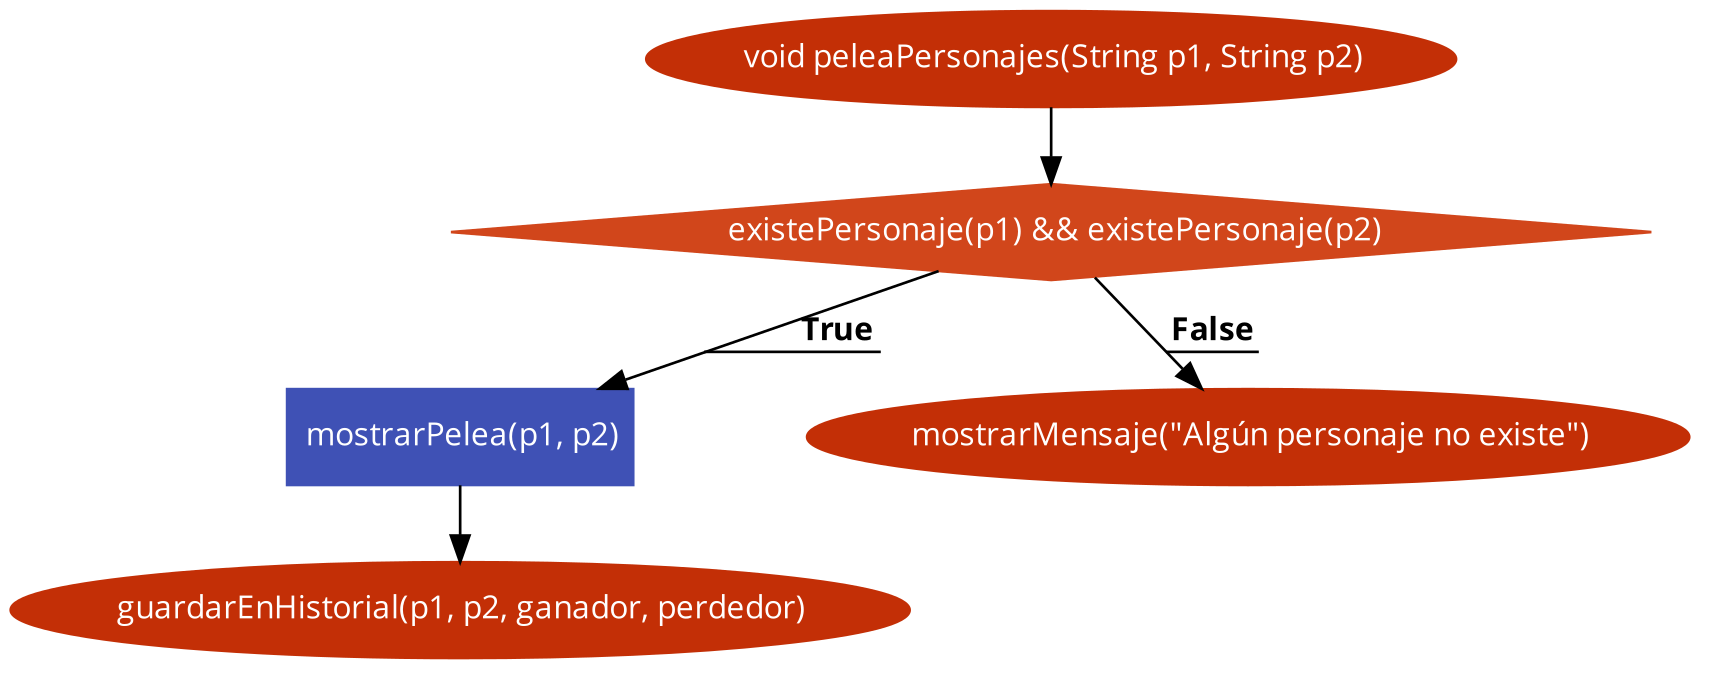 void peleaPersonajes(String p1, String p2)
existePersonaje(p1) && existePersonaje(p2)
True
False
mostrarPelea(p1, p2)
mostrarMensaje("Algún personaje no existe")
guardarEnHistorial(p1, p2, ganador, perdedor)